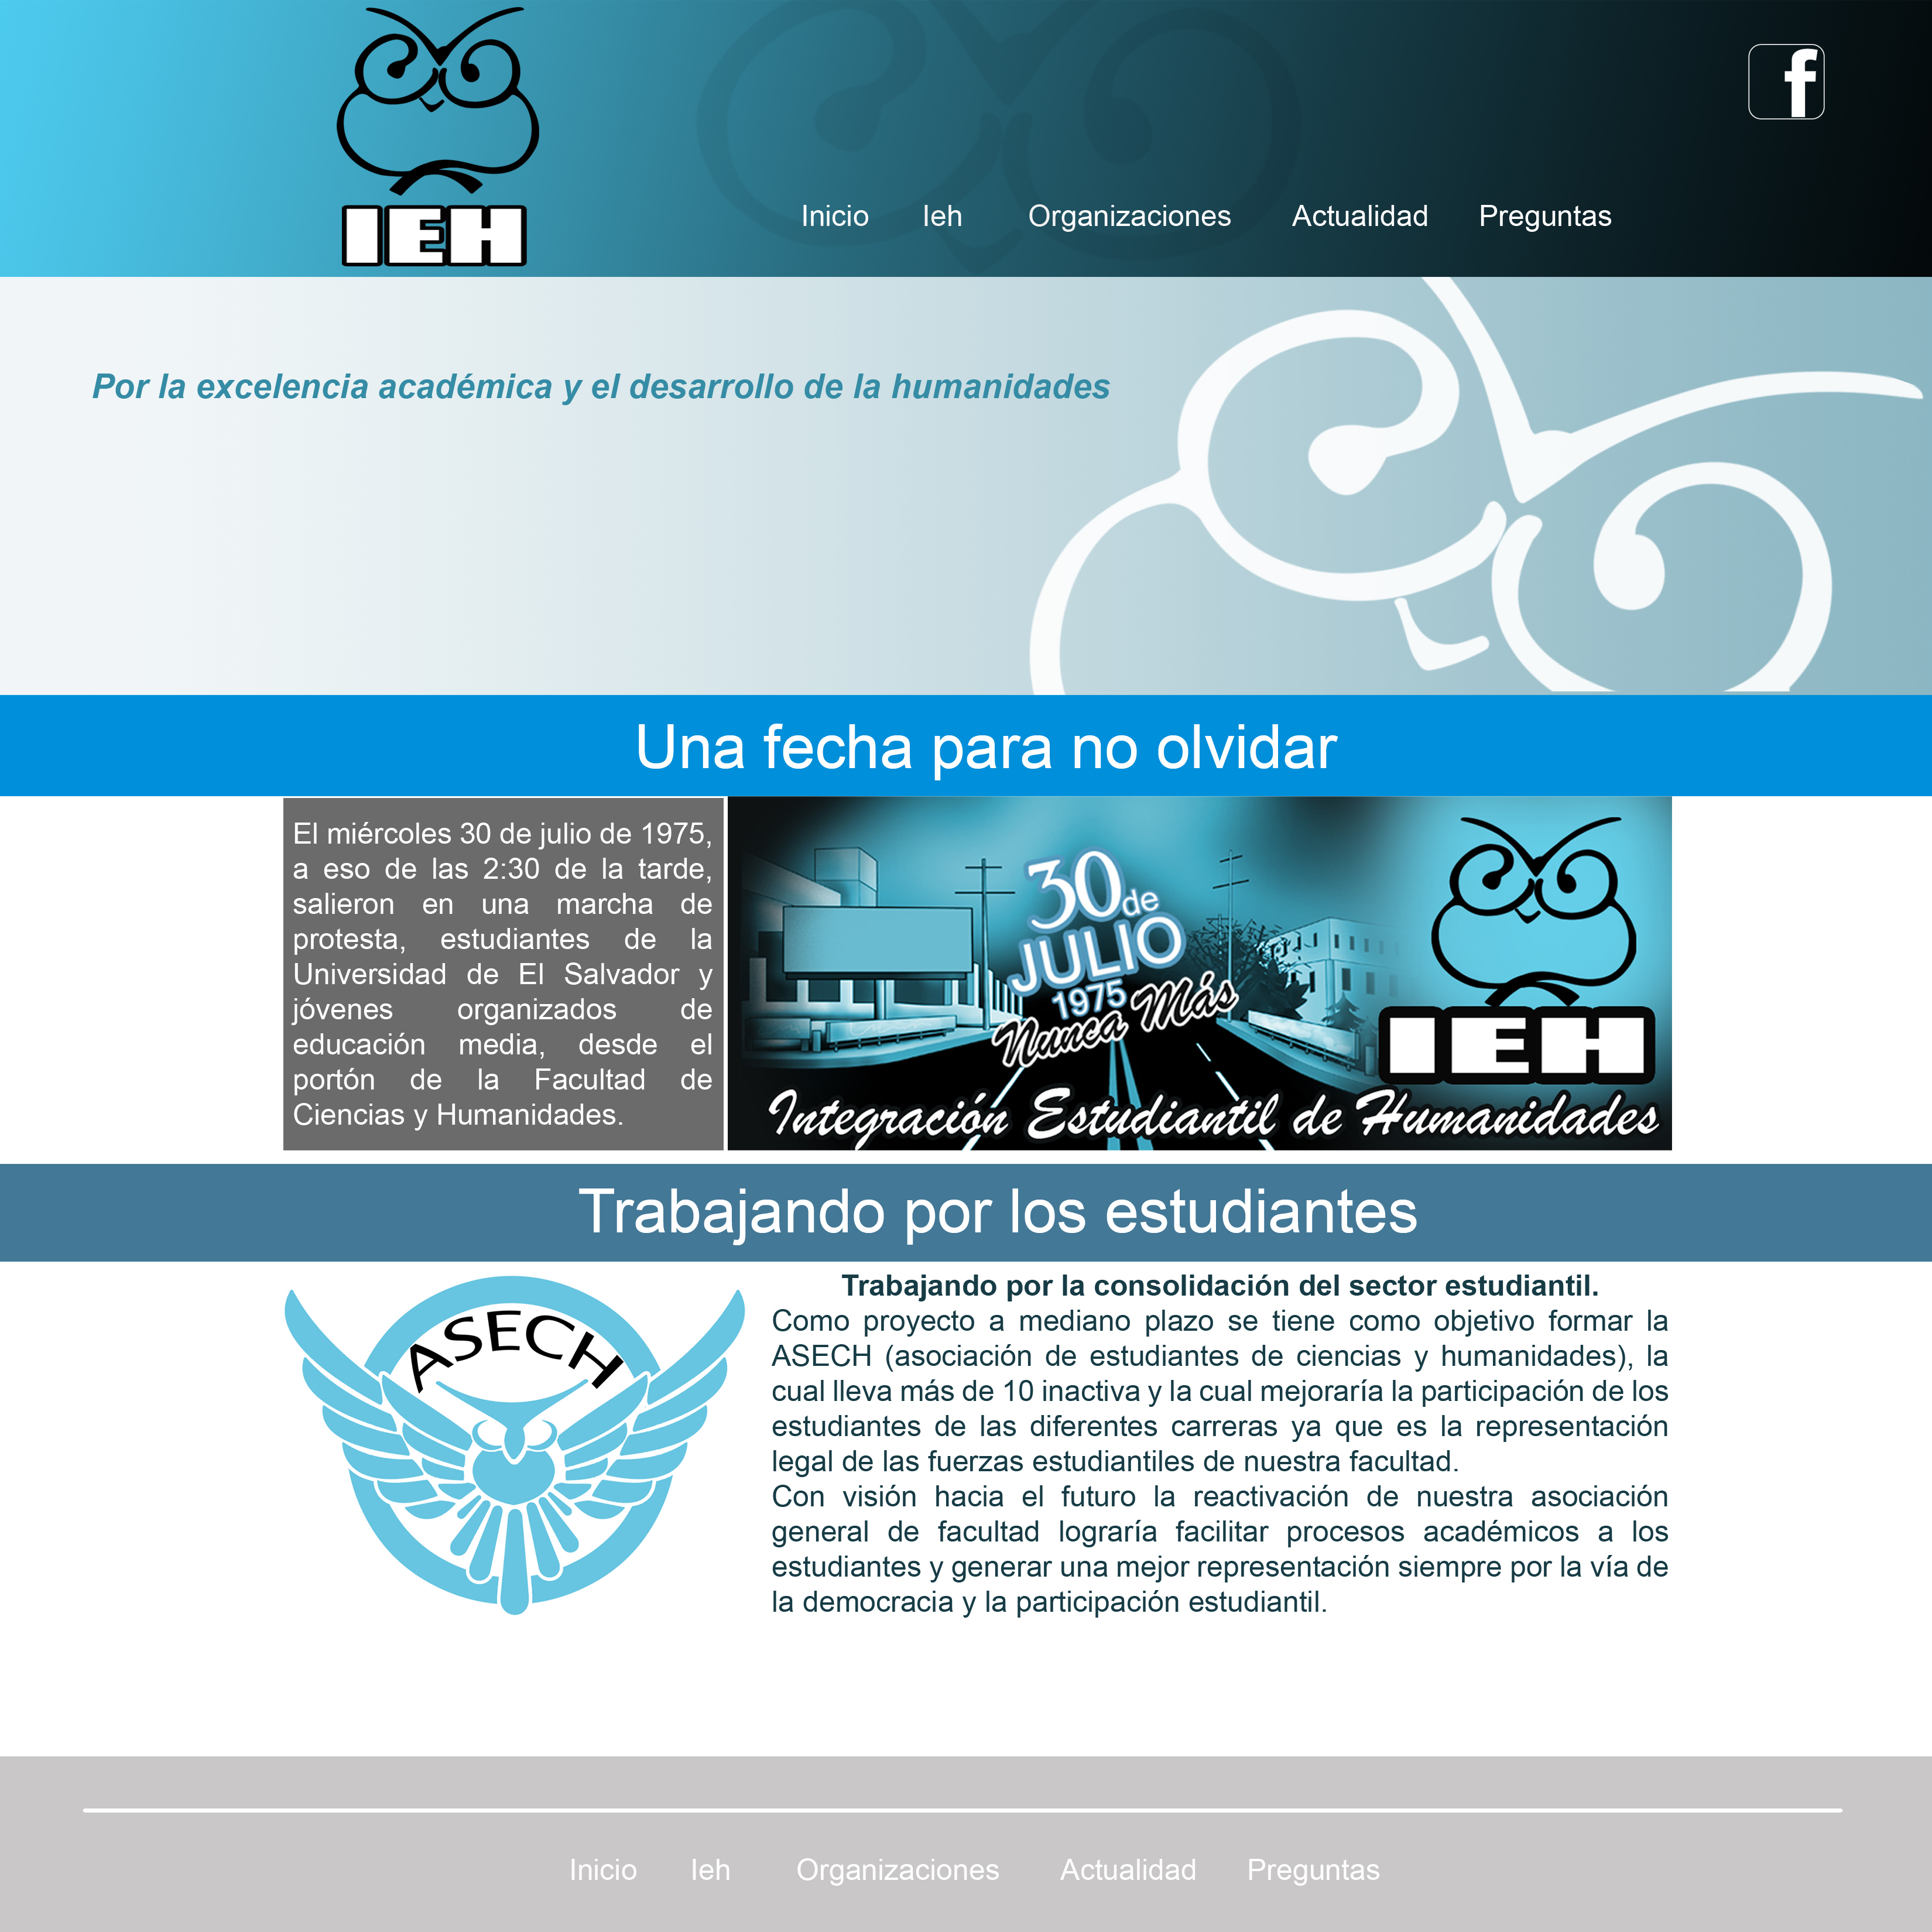 IEH
f
Inicio Ieh Organizaciones Actualidad Preguntas
Por la excelencia académica y el desarrollo de la humanidades
Una fecha para no olvidar
El miércoles 30 de julio de 1975,
a eso de las 2:30 de la tarde,
salieron en una marcha de
protesta, estudiantes de la
Universidad de El Salvador y
jóvenes organizados de
educación media, desde el
portón de la Facultad de
Ciencias y Humanidades.
30 de
JULIO
1975
Nunca Más
IEH
Integración Estudiantil de Humanidades
Trabajando por los estudiantes
ASECH
Trabajando por la consolidación del sector estudiantil.
Como proyecto a mediano plazo se tiene como objetivo formar la
ASECH (asociación de estudiantes de ciencias y humanidades), la
cual lleva más de 10 inactiva y la cual mejoraría la participación de los
estudiantes de las diferentes carreras ya que es la representación
legal de las fuerzas estudiantiles de nuestra facultad.
Con visión hacia el futuro la reactivación de nuestra asociación
general de facultad lograría facilitar procesos académicos a los
estudiantes y generar una mejor representación siempre por la vía de
la democracia y la participación estudiantil.
Inicio Ieh Organizaciones Actualidad Preguntas